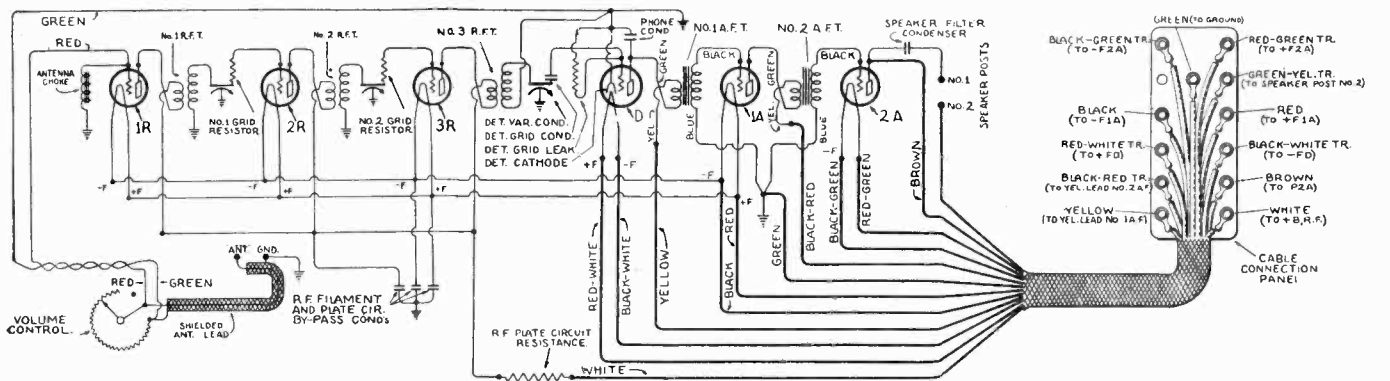 GREEN
RED
ANTENNA
CHOKE
1R
NO.1 R.F.T.
NO.1 GRID
RESISTOR
2R
NO. 2 R.F.T.
NO. 2 GRID
RESISTOR
3R
NO.3 R.F.T.
DET. VAR. COND.
DET. GRID COND.
DET. GRID LEAK
DET. CATHODE
PHONE
COND
D
+F
-F
GREEN
YEL.
NO.1 A.F.T.
BLACK
BLUE
1A
GREEN
YEL.
NO. 2 A.F.T.
BLACK
BLUE
2A
-F
SPEAKER FILTER
CONDENSER
NO.1
NO.2
SPEAKER POSTS
-F
+F
-F
+F
-F
+F
-F
+F
RED-WHITE
BLACK-WHITE
YELLOW
BLACK
RED
GREEN
BLACK-RED
BLACK-GREEN
RED-GREEN
BROWN
ANT.
GND.
RED
GREEN
VOLUME
CONTROL
SHIELDED
ANT. LEAD
R.F. FILAMENT
AND PLATE CIR.
BY-PASS COND'S
R F PLATE CIRCUIT
RESISTANCE
WHITE
GREEN (TO GROUND)
BLACK-GREEN TR.
(TO -F2A)
RED-GREEN TR.
(TO +F2A)
GREEN-YEL. TR.
(TO SPEAKER POST NO.2)
BLACK
(TO -F1A)
RED
(TO +F1A)
RED-WHITE TR.
(TO +FD)
BLACK-WHITE TR.
(TO -FD)
BLACK-RED TR.
(TO YEL. LEAD NO. 2 A F)
BROWN
(TO P2A)
YELLOW
(TO YEL. LEAD NO 1A.F)
WHITE
(TO +B, R.F.)
CABLE
CONNECTION
PANEL